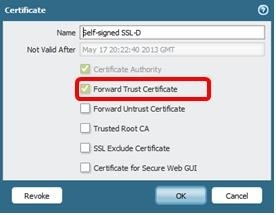 Certificate
Name Self-signed SSL-D
Not Valid After May 17 20:22:40 2013 GMT
Certificate Authority
Forward Trust Certificate
Forward Untrust Certificate
Trusted Root CA
SSL Exclude Certificate
Certificate for Secure Web GUI
Revoke OK Cancel